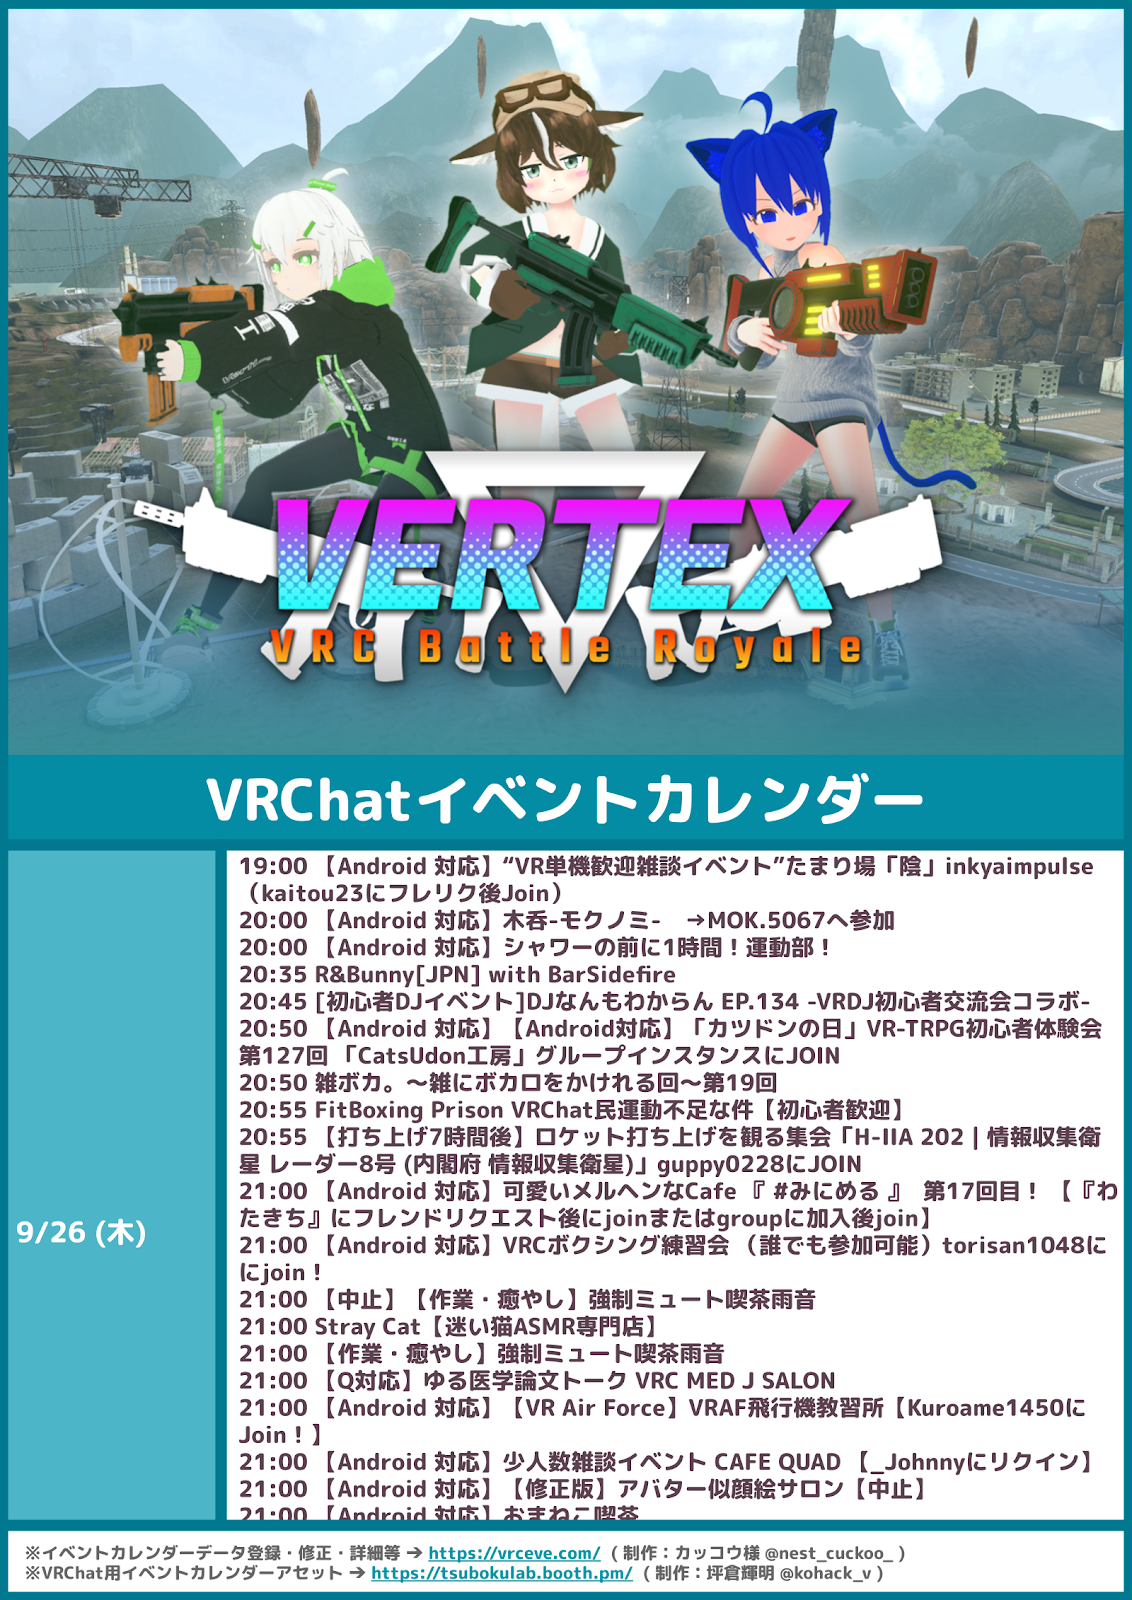 VERTEX
VRC Battle Royale
VRChatイベントカレンダー
9/26 (木)
19:00 【Android 対応】“VR単機歓迎雑談イベント”たまり場「陰」inkyaimpulse
（kaitou23にフレリク後Join）
20:00 【Android 対応】木呑-モクノミ-　→MOK.5067へ参加
20:00 【Android 対応】シャワーの前に1時間！運動部！
20:35 R&Bunny[JPN] with BarSidefire
20:45 [初心者DJイベント]DJなんもわからん EP.134 -VRDJ初心者交流会コラボ-
20:50 【Android 対応】【Android対応】「カツドンの日」VR-TRPG初心者体験会
第127回 「CatsUdon工房」グループインスタンスにJOIN
20:50 雑ボカ。～雑にボカロをかけれる回～第19回
20:55 FitBoxing Prison VRChat民運動不足な件【初心者歓迎】
20:55 【打ち上げ7時間後】ロケット打ち上げを観る集会「H-IIA 202 | 情報収集衛
星 レーダー8号 (内閣府 情報収集衛星)」guppy0228にJOIN
21:00 【Android 対応】可愛いメルヘンなCafe 『 #みにめる 』　第17回目！ 【『わ
たきち』にフレンドリクエスト後にjoinまたはgroupに加入後join】
21:00 【Android 対応】VRCボクシング練習会 （誰でも参加可能）torisan1048に
にjoin！
21:00 【中止】【作業・癒やし】強制ミュート喫茶雨音
21:00 Stray Cat【迷い猫ASMR専門店】
21:00 【作業・癒やし】強制ミュート喫茶雨音
21:00 【Q対応】ゆる医学論文トーク VRC MED J SALON
21:00 【Android 対応】【VR Air Force】VRAF飛行機教習所【Kuroame1450に
Join！】
21:00 【Android 対応】少人数雑談イベント CAFE QUAD 【_Johnnyにリクイン】
21:00 【Android 対応】【修正版】アバター似顔絵サロン【中止】
21:00 【Android 対応】おまねこ喫茶
※イベントカレンダーデータ登録・修正・詳細等 → https://vrceve.com/ （ 制作：カッコウ様 @nest_cuckoo_ ）
※VRChat用イベントカレンダーアセット → https://tsubokulab.booth.pm/ （ 制作：坪倉輝明 @kohack_v ）